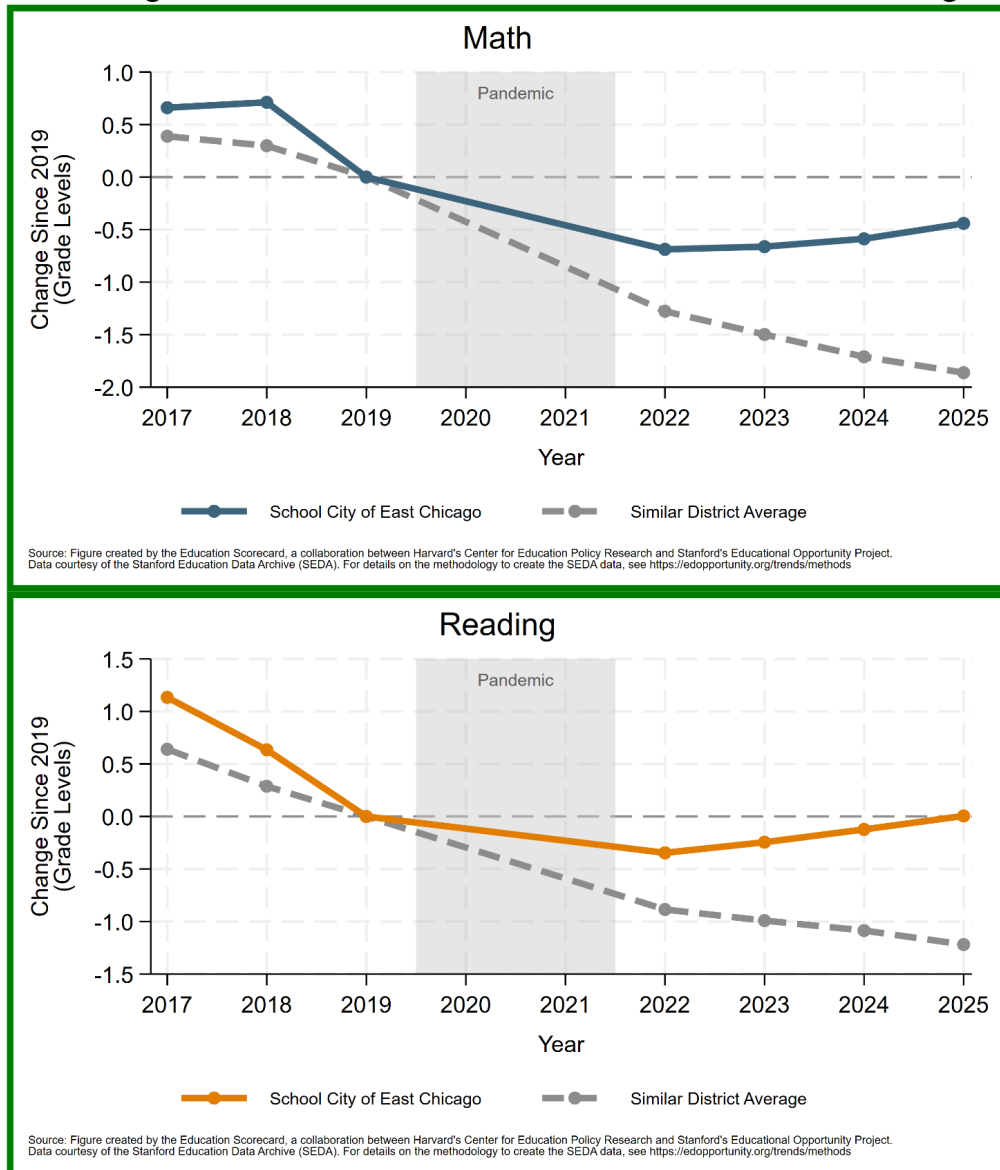 Math
Pandemic
Change Since 2019
(Grade Levels)
1.0
0.5
0.0
-0.5
-1.0
-1.5
-2.0
2017 2018 2019 2020 2021 2022 2023 2024 2025
Year
School City of East Chicago Similar District Average
Source: Figure created by the Education Scorecard, a collaboration between Harvard's Center for Education Policy Research and Stanford's Educational Opportunity Project.
Data courtesy of the Stanford Education Data Archive (SEDA). For details on the methodology to create the SEDA data, see https://edopportunity.org/trends/methods
Reading
Pandemic
Change Since 2019
(Grade Levels)
1.5
1.0
0.5
0.0
-0.5
-1.0
-1.5
2017 2018 2019 2020 2021 2022 2023 2024 2025
Year
School City of East Chicago Similar District Average
Source: Figure created by the Education Scorecard, a collaboration between Harvard's Center for Education Policy Research and Stanford's Educational Opportunity Project.
Data courtesy of the Stanford Education Data Archive (SEDA). For details on the methodology to create the SEDA data, see https://edopportunity.org/trends/methods